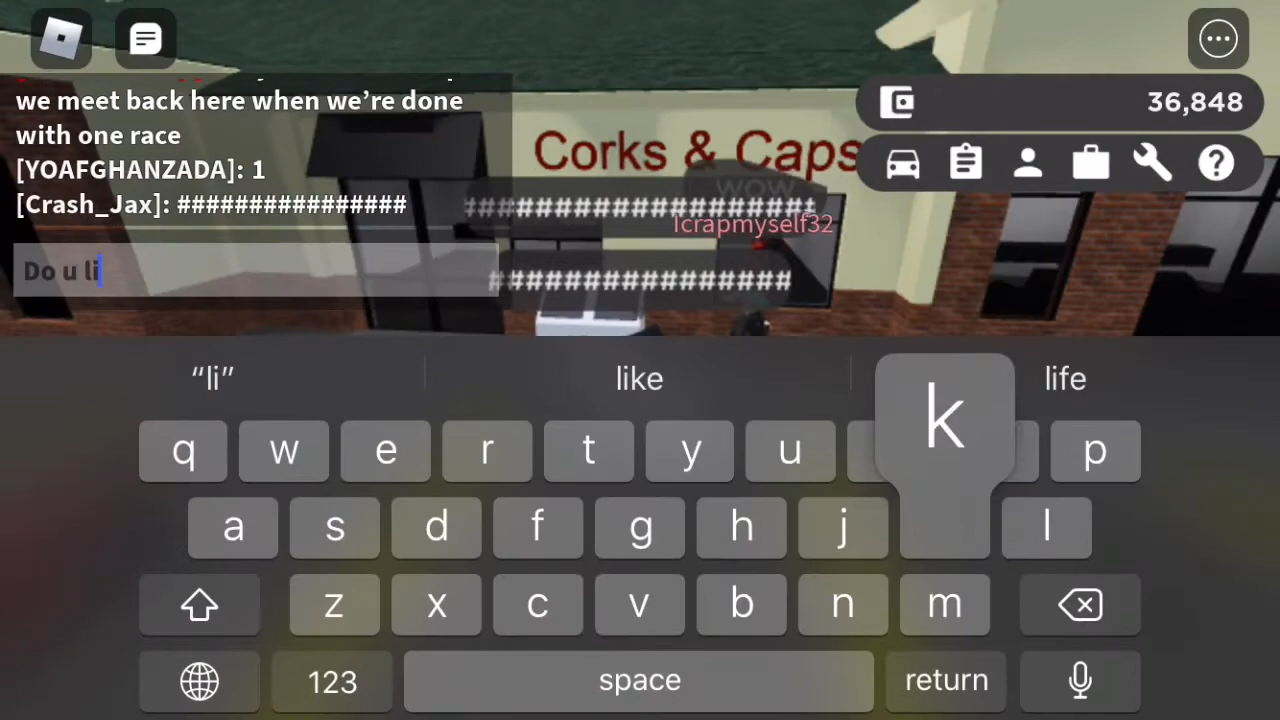 we meet back here when we're done
with one race
[YOAFGHANZADA]: 1
[Crash_Jax]: ################
Do u li
36,848
Corks & Caps
WOW
Icrapmyself32
################
“li” like life
k
q w e r t y u p
a s d f g h j l
z x c v b n m
123 space return